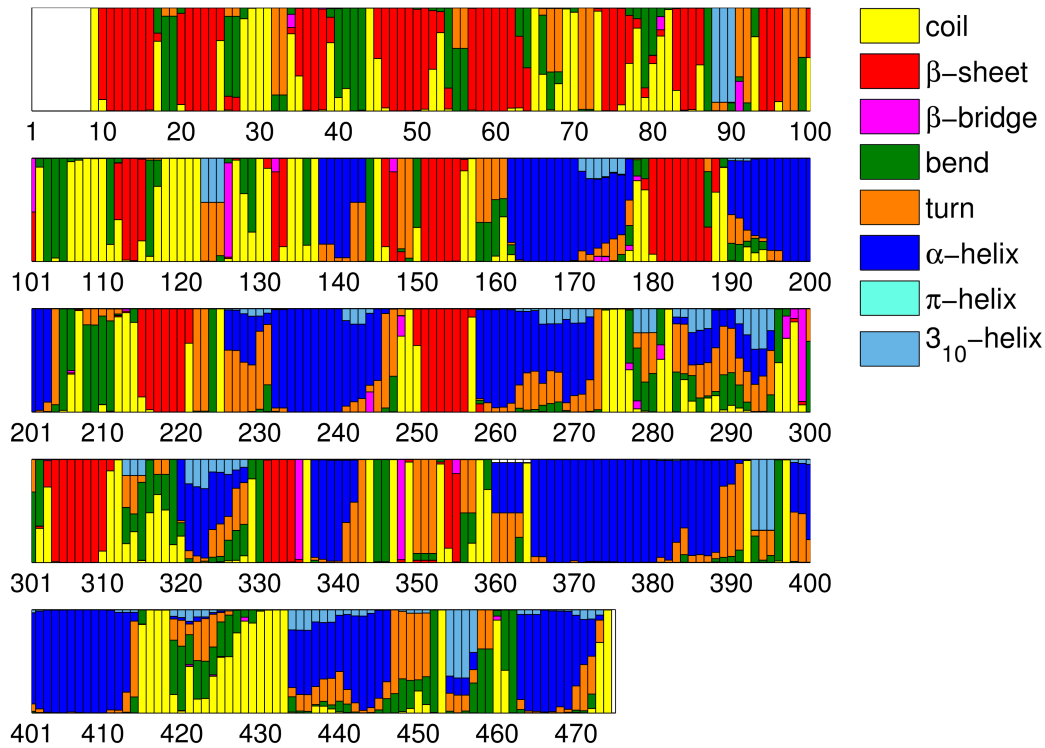 coil
β−sheet
β−bridge
bend
turn
α−helix
π−helix
3₁₀−helix
1 10 20 30 40 50 60 70 80 90 100
101 110 120 130 140 150 160 170 180 190 200
201 210 220 230 240 250 260 270 280 290 300
301 310 320 330 340 350 360 370 380 390 400
401 410 420 430 440 450 460 470